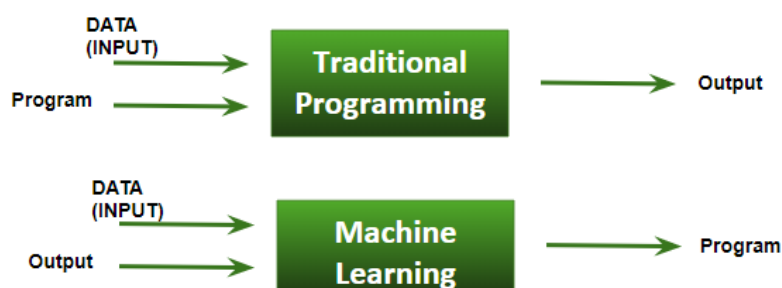 DATA
(INPUT)
Program
Traditional
Programming
Output
DATA
(INPUT)
Output
Machine
Learning
Program